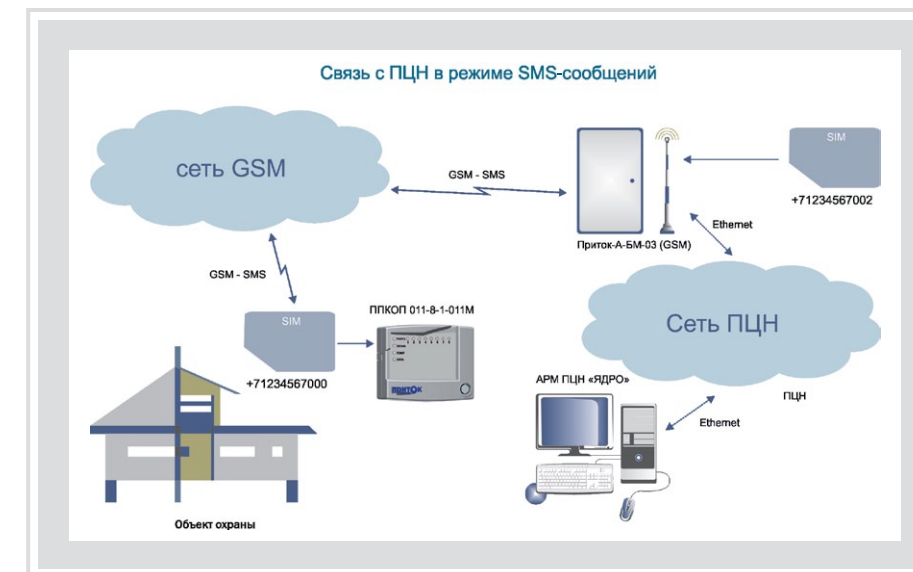 Связь с ПЦН в режиме SMS-сообщений
сеть GSM
GSM - SMS
SIM
+71234567002
Ethernet
Приток-А-БМ-03 (GSM)
GSM - SMS
SIM
+71234567000
ППКОП 011-8-1-011М
ПРИТОК
Сеть ПЦН
ПЦН
АРМ ПЦН «ЯДРО»
Ethernet
Объект охраны